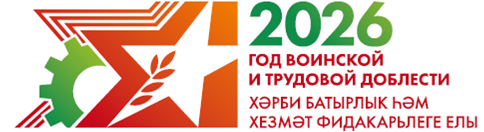 2026
ГОД ВОИНСКОЙ
И ТРУДОВОЙ ДОБЛЕСТИ
ХӘРБИ БАТЫРЛЫК ҺӘМ
ХЕЗМӘТ ФИДАКАРЬЛЕГЕ ЕЛЫ